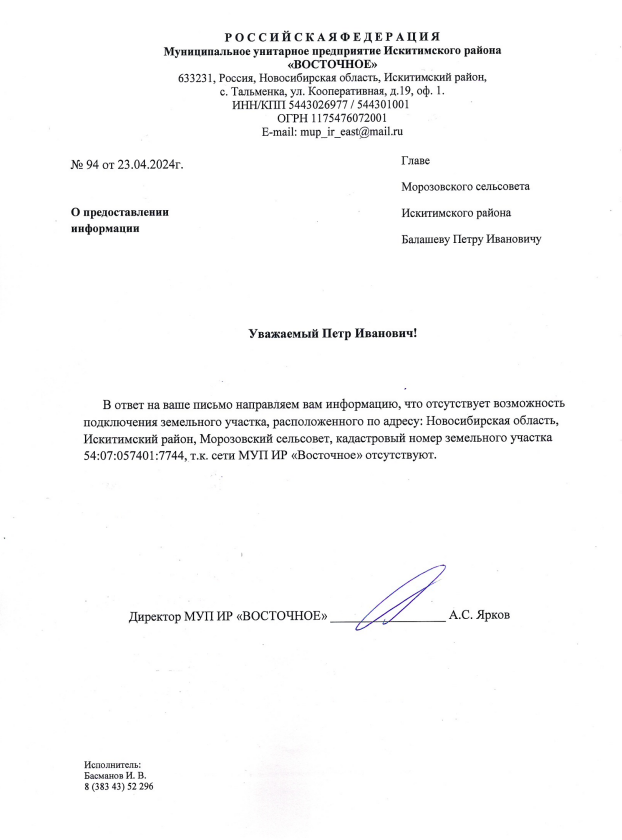 Р О С С И Й С К А Я Ф Е Д Е Р А Ц И Я
Муниципальное унитарное предприятие Искитимского района
«ВОСТОЧНОЕ»
633231, Россия, Новосибирская область, Искитимский район,
с. Тальменка, ул. Кооперативная, д.19, оф. 1.
ИНН/КПП 5443026977 / 544301001
ОГРН 1175476072001
E-mail: mup_ir_east@mail.ru
№ 94 от 23.04.2024г.
Главе
Морозовского сельсовета
Искитимского района
Балашеву Петру Ивановичу
О предоставлении
информации
Уважаемый Петр Иванович!
В ответ на ваше письмо направляем вам информацию, что отсутствует возможность
подключения земельного участка, расположенного по адресу: Новосибирская область,
Искитимский район, Морозовский сельсовет, кадастровый номер земельного участка
54:07:057401:7744, т.к. сети МУП ИР «Восточное» отсутствуют.
Директор МУП ИР «ВОСТОЧНОЕ» __________________ А.С. Ярков
Исполнитель:
Басманов И. В.
8 (383 43) 52 296